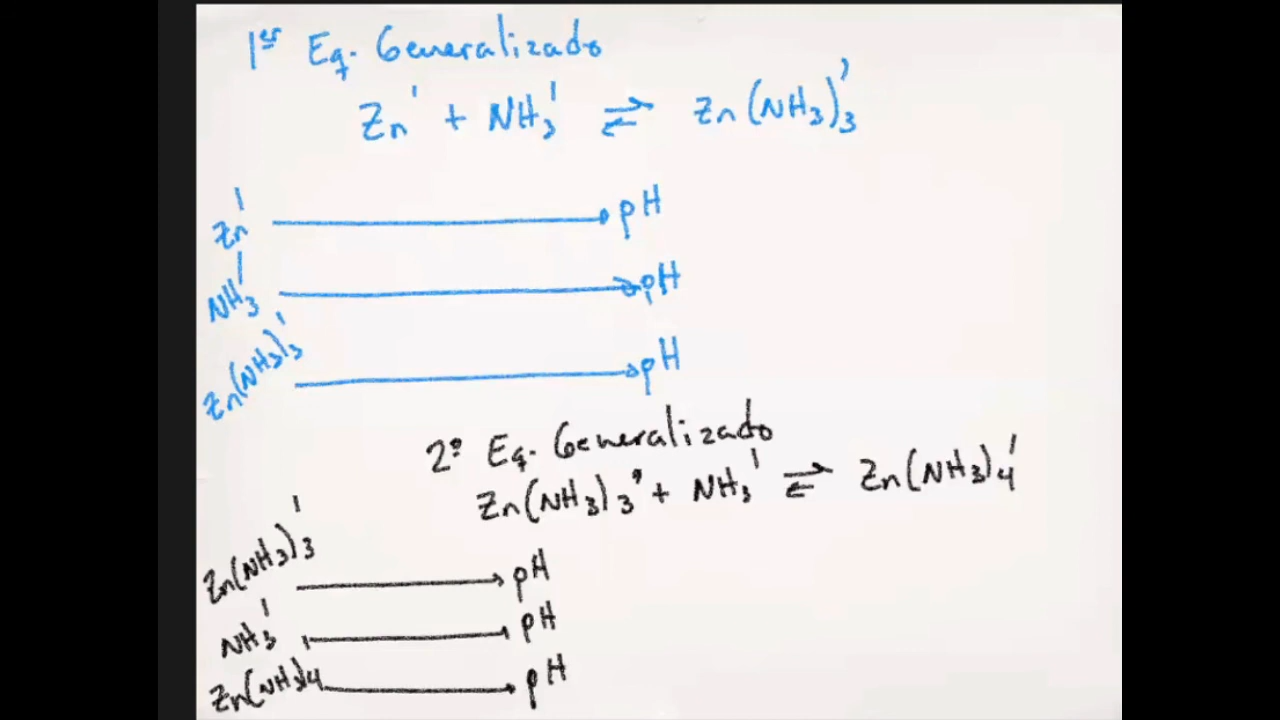 1er Eq. Generalizado
Zn' + NH3' ⇌ Zn(NH3)3'
Zn' → pH
NH3' → pH
Zn(NH3)3' → pH
2º Eq. Generalizado
Zn(NH3)3' + NH3' ⇌ Zn(NH3)4'
Zn(NH3)3' → pH
NH3' → pH
Zn(NH3)4 → pH